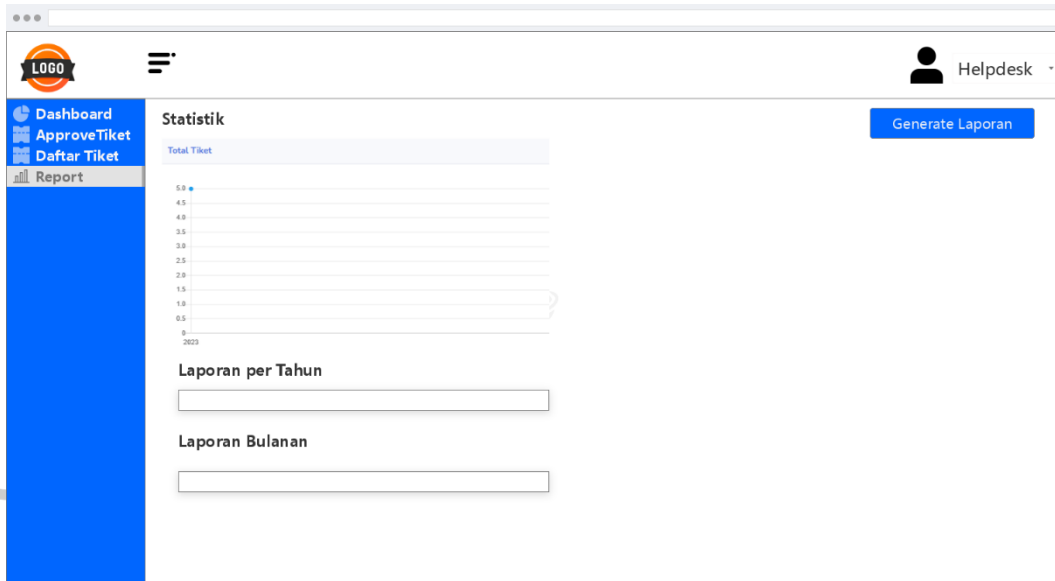 LOGO
Helpdesk
Dashboard
ApproveTiket
Daftar Tiket
Report
Statistik
Generate Laporan
Total Tiket
5.0
4.5
4.0
3.5
3.0
2.5
2.0
1.5
1.0
0.5
0
2023
Laporan per Tahun
Laporan Bulanan